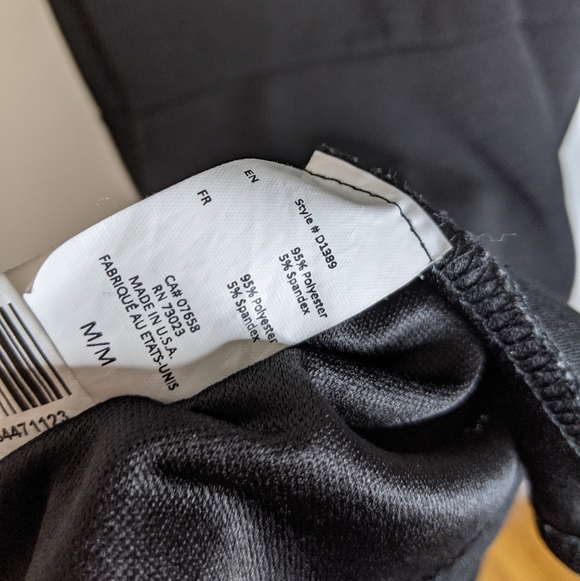 Style # D1389
EN
95% Polyester
5% Spandex
FR
95% Polyester
5% Spandex
CA# 07658
RN 73023
MADE IN U.S.A.
FABRIQUÉ AU ETATS-UNIS
M/M